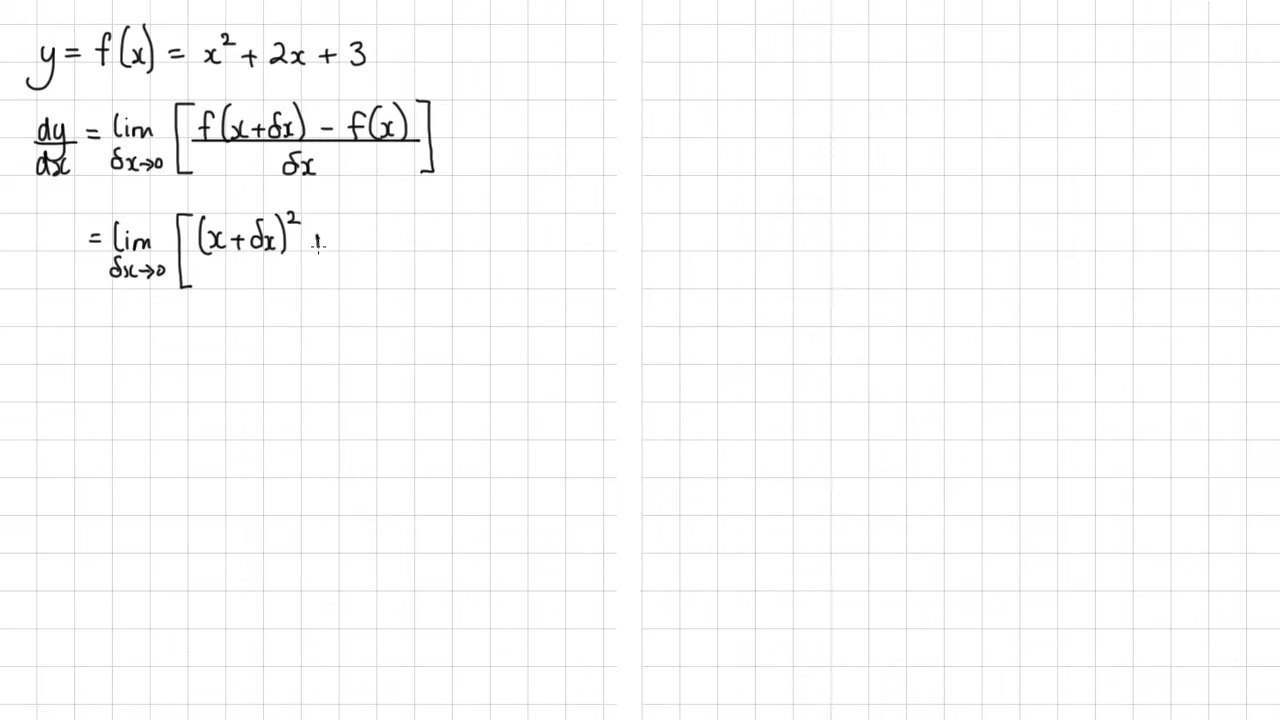 y = f(x) = x² + 2x + 3
dy/dx = lim δx→0 [ f(x+δx) - f(x) / δx ]
= lim δx→0 [ (x+δx)²